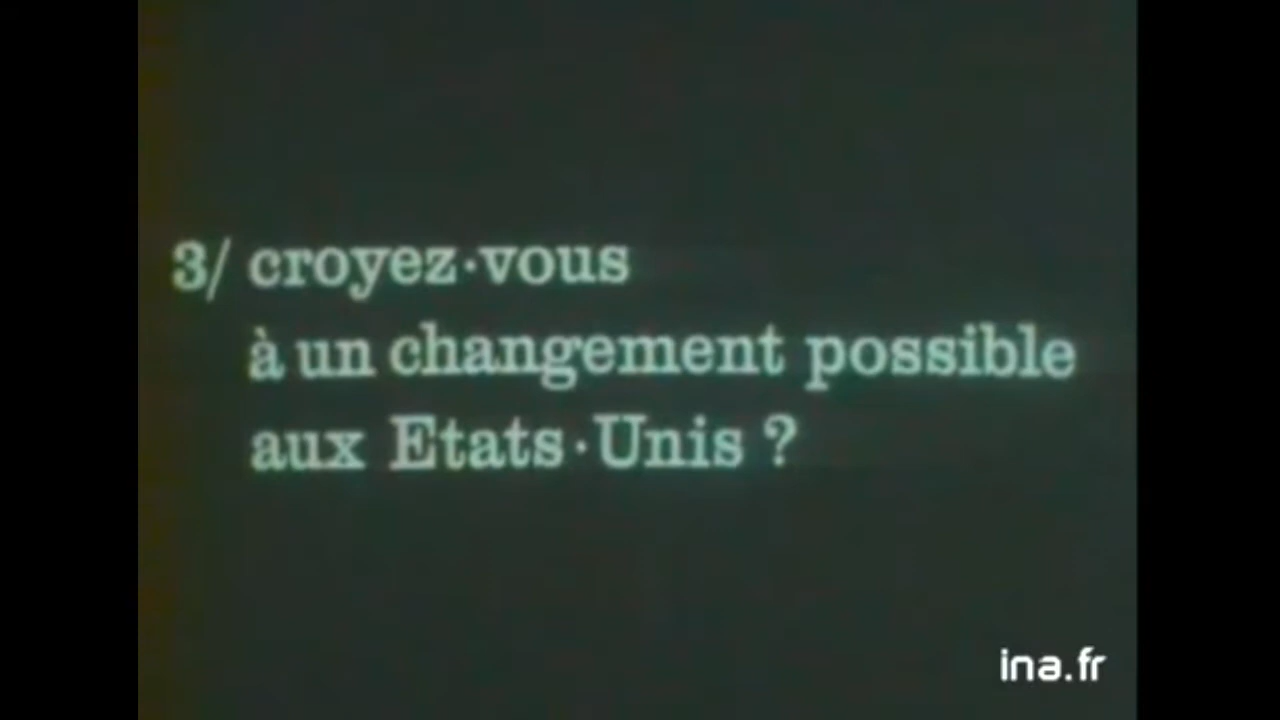 3/ croyez·vous
à un changement possible
aux Etats·Unis ?
ina.fr